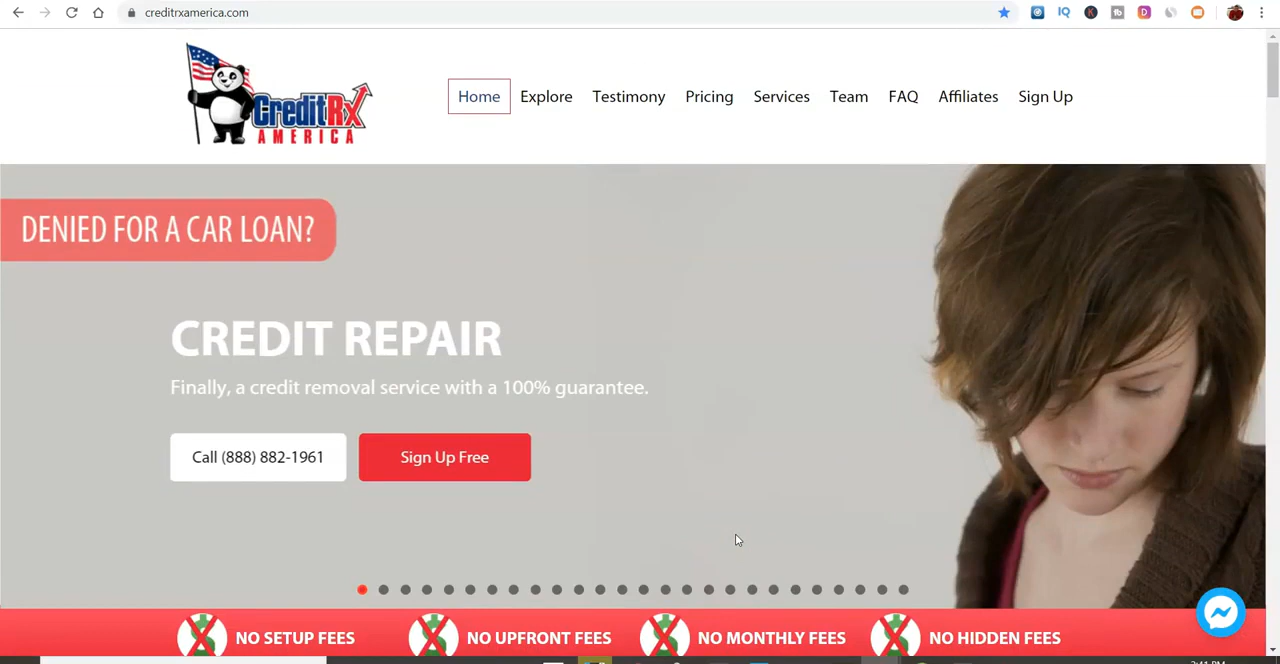 creditrxamerica.com
IQ
K
D
CreditRx
AMERICA
Home Explore Testimony Pricing Services Team FAQ Affiliates Sign Up
DENIED FOR A CAR LOAN?
CREDIT REPAIR
Finally, a credit removal service with a 100% guarantee.
Call (888) 882-1961 Sign Up Free
NO SETUP FEES NO UPFRONT FEES NO MONTHLY FEES NO HIDDEN FEES